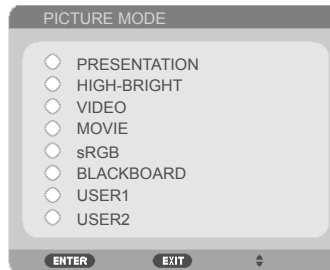 PICTURE MODE
PRESENTATION
HIGH-BRIGHT
VIDEO
MOVIE
sRGB
BLACKBOARD
USER1
USER2
ENTER EXIT